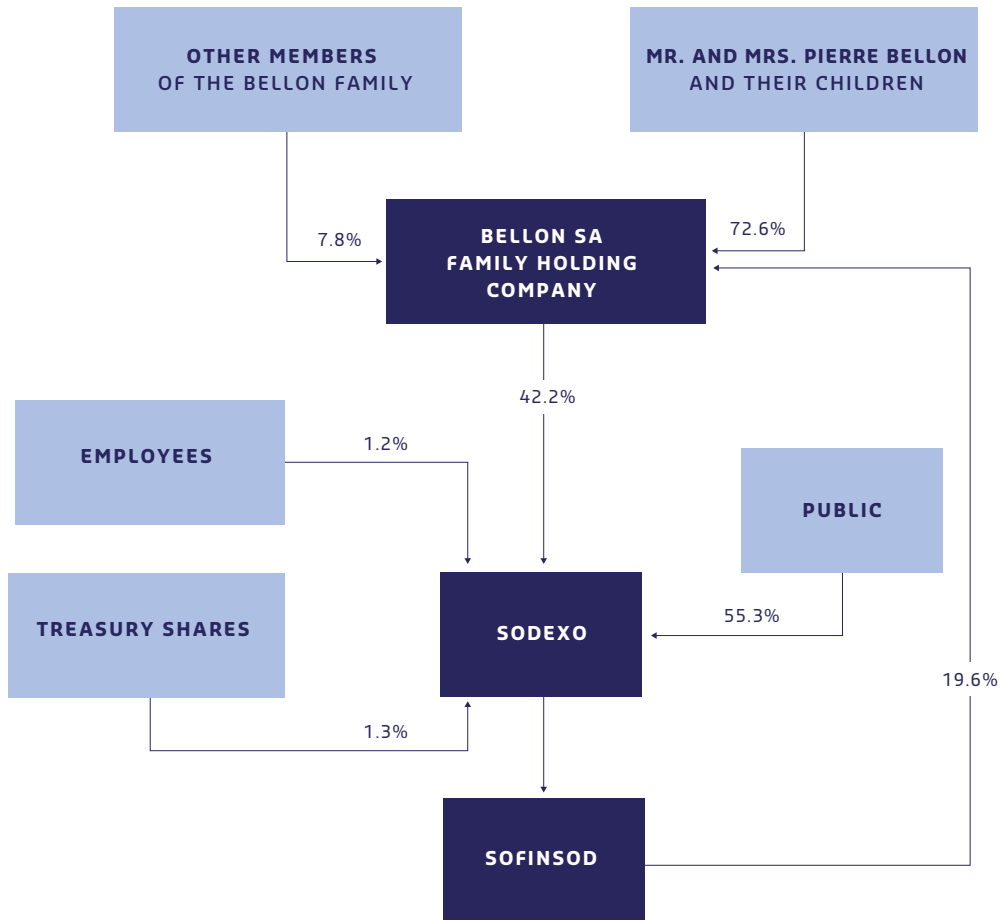 OTHER MEMBERS
OF THE BELLON FAMILY
MR. AND MRS. PIERRE BELLON
AND THEIR CHILDREN
7.8%
BELLON SA
FAMILY HOLDING
COMPANY
72.6%
42.2%
EMPLOYEES
1.2%
PUBLIC
TREASURY SHARES
SODEXO
55.3%
19.6%
1.3%
SOFINSOD